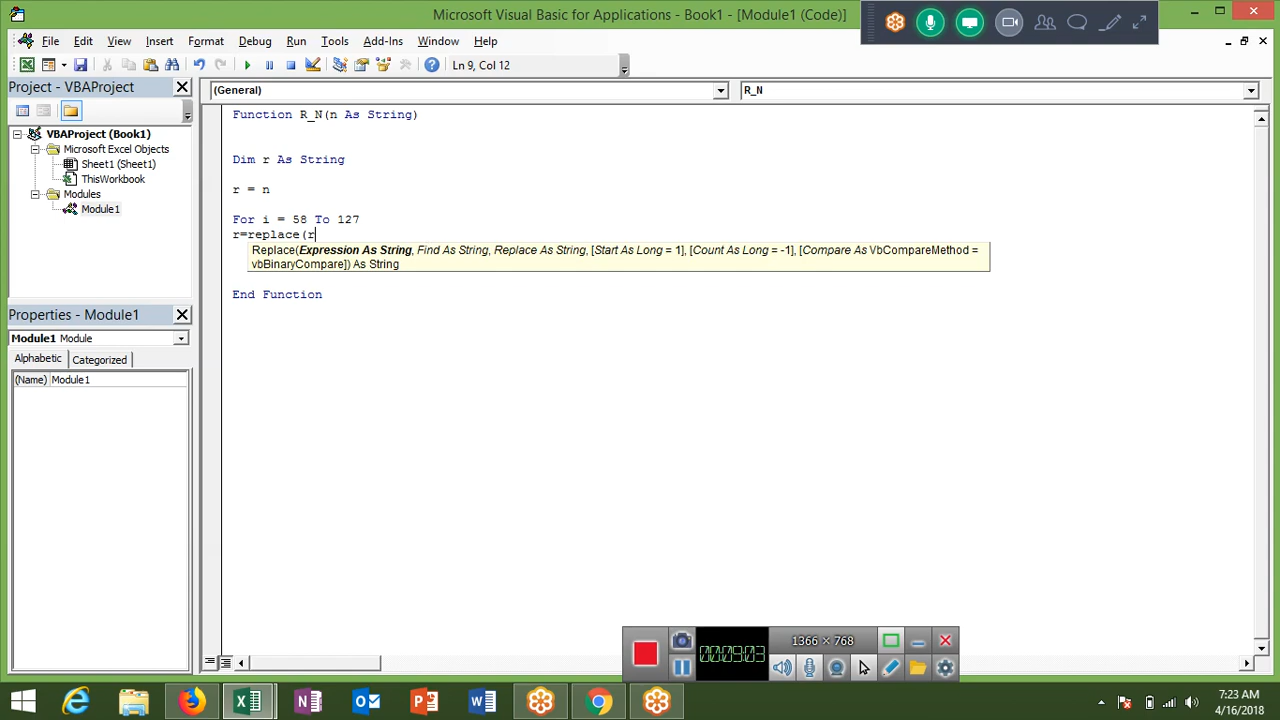 Microsoft Visual Basic for Applications - Book1 - [Module1 (Code)]
File Edit View Insert Format Debug Run Tools Add-Ins Window Help
Ln 9, Col 12
Project - VBAProject
(General)
R_N
VBAProject (Book1)
Microsoft Excel Objects
Sheet1 (Sheet1)
ThisWorkbook
Modules
Module1
Function R_N(n As String)
Dim r As String
r = n
For i = 58 To 127
r=replace(r
Replace(Expression As String, Find As String, Replace As String, [Start As Long = 1], [Count As Long = -1], [Compare As VbCompareMethod =
vbBinaryCompare]) As String
End Function
Properties - Module1
Module1 Module
Alphabetic Categorized
(Name) Module1
1366 × 768
00:09:03
7:23 AM
4/16/2018